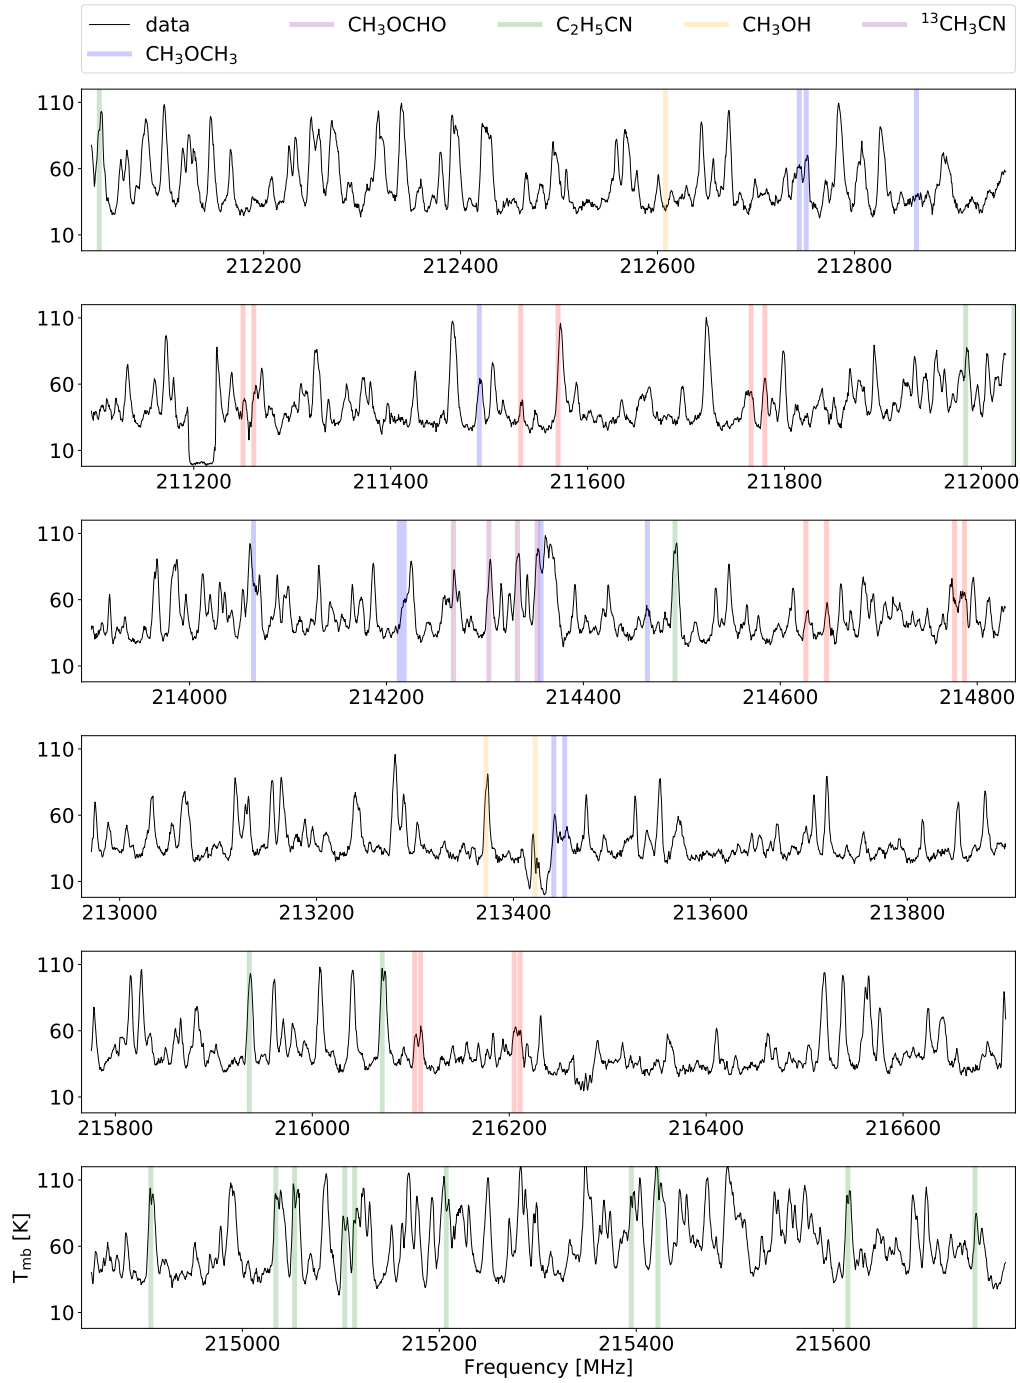 data CH₃OCHO C₂H₅CN CH₃OH ¹³CH₃CN
CH₃OCH₃
110
60
10
212200 212400 212600 212800
110
60
10
211200 211400 211600 211800 212000
110
60
10
214000 214200 214400 214600 214800
110
60
10
213000 213200 213400 213600 213800
110
60
10
215800 216000 216200 216400 216600
110
60
10
215000 215200 215400 215600
T_mb [K]
Frequency [MHz]